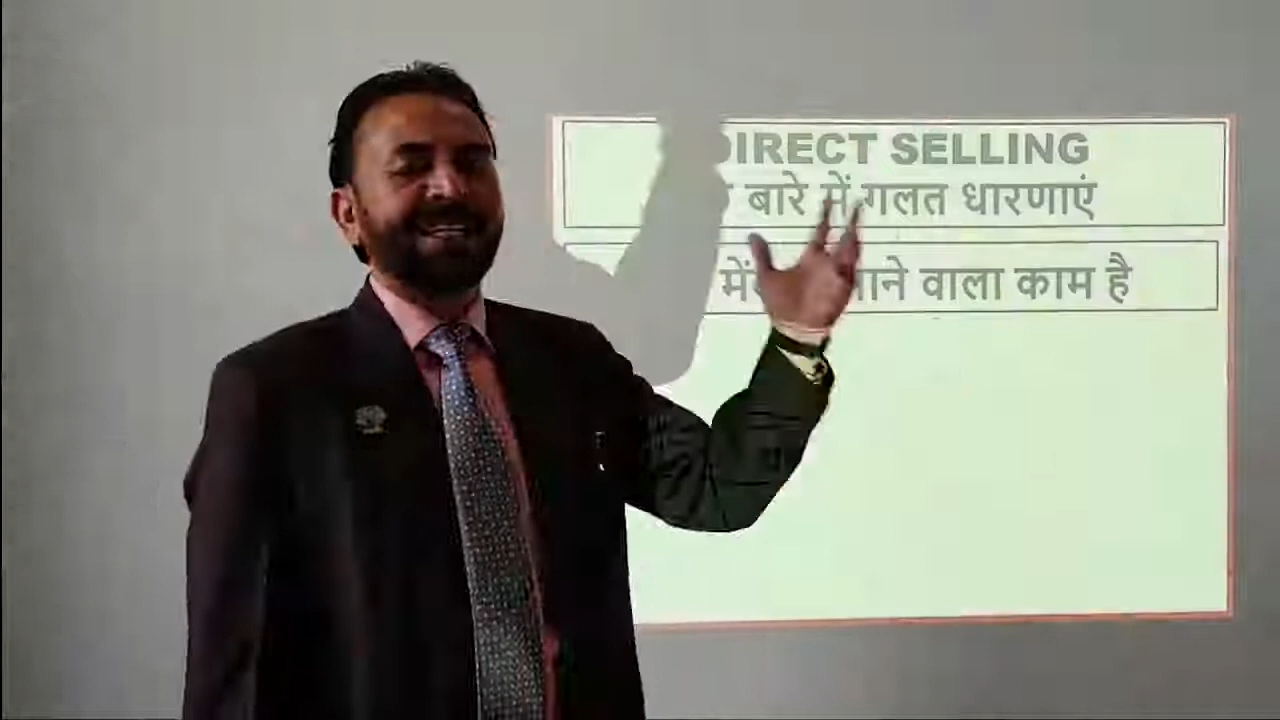 DIRECT SELLING
बारे में गलत धारणाएं
वाला काम है